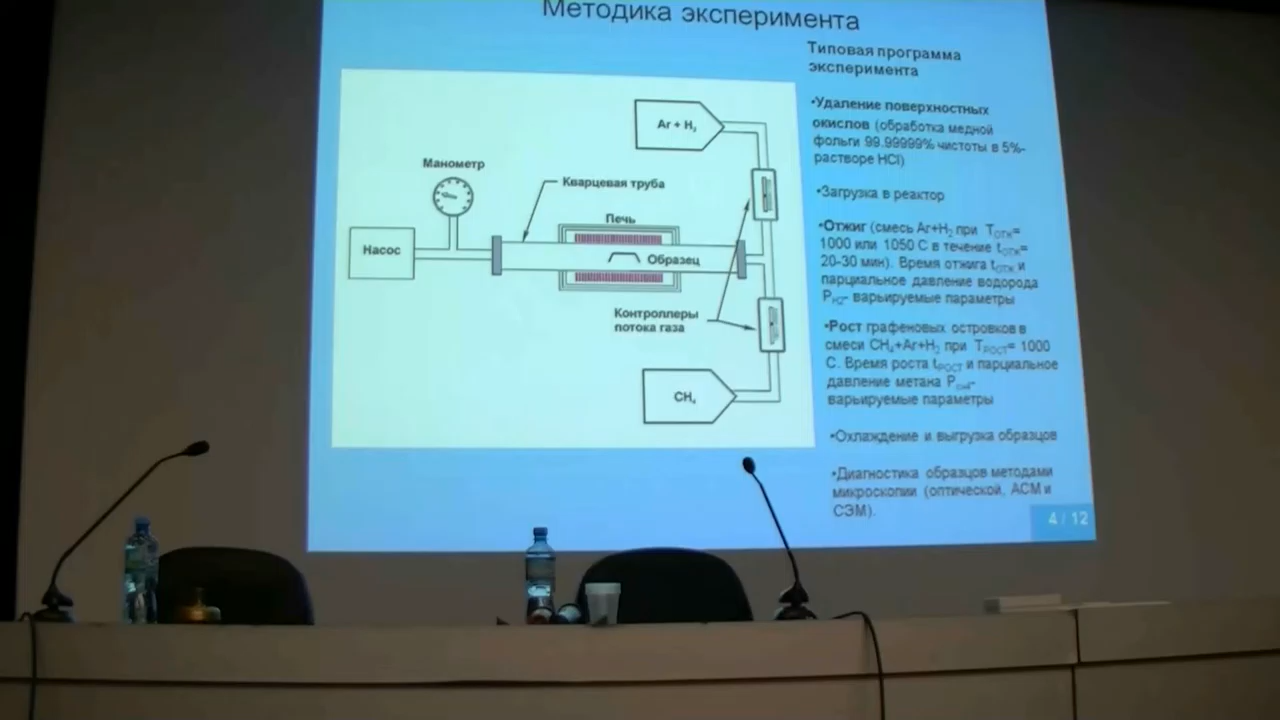 Методика эксперимента
Ar + H₂
Манометр
Кварцевая труба
Печь
Насос
Образец
Контроллеры
потока газа
CH₄
Типовая программа
эксперимента
•Удаление поверхностных
окислов (обработка медной
фольги 99.99999% чистоты в 5%-
растворе HCl)
•Загрузка в реактор
•Отжиг (смесь Ar+H₂ при Tотж=
1000 или 1050 С в течение tотж=
20-30 мин). Время отжига tотж и
парциальное давление водорода
PH2- варьируемые параметры
•Рост графеновых островков в
смеси CH₄+Ar+H₂ при TРОСТ= 1000
С. Время роста tРОСТ и парциальное
давление метана Pсн4-
варьируемые параметры
•Охлаждение и выгрузка образцов
•Диагностика образцов методами
микроскопии (оптической, АСМ и
СЭМ).
4 / 12